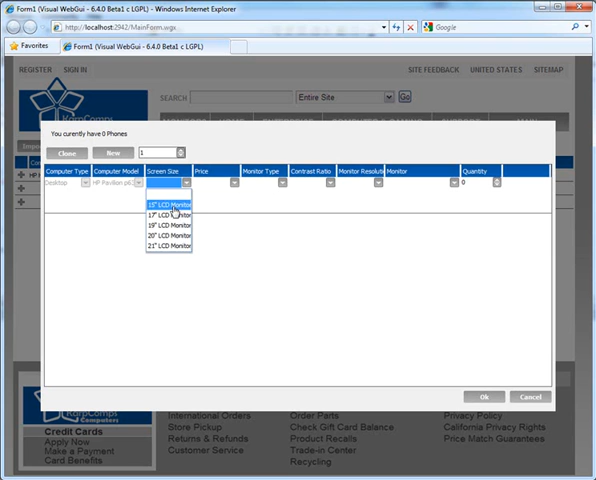 Form1 (Visual WebGui - 6.4.0 Beta1 c LGPL) - Windows Internet Explorer
http://localhost:2942/MainForm.wgx
Google
Favorites
Form1 (Visual WebGui - 6.4.0 Beta1 c LGPL)
REGISTER SIGN IN
SITE FEEDBACK UNITED STATES SITEMAP
KarpComps
SEARCH Entire Site Go
You curently have 0 Phones
Clone New 1
Computer Type Computer Model Screen Size Price Monitor Type Contrast Ratio Monitor Resolutio Monitor Quantity
Desktop HP Pavilion p6 0
15" LCD Monitor
17" LCD Monitor
19" LCD Monitor
20" LCD Monitor
21" LCD Monitor
Ok Cancel
KarpComps
Computers
Credit Cards
Apply Now
Make a Payment
Card Benefits
International Orders
Store Pickup
Returns & Refunds
Customer Service
Order Parts
Check Gift Card Balance
Product Recalls
Trade-in Center
Recycling
Privacy Policy
California Privacy Rights
Price Match Guarantees